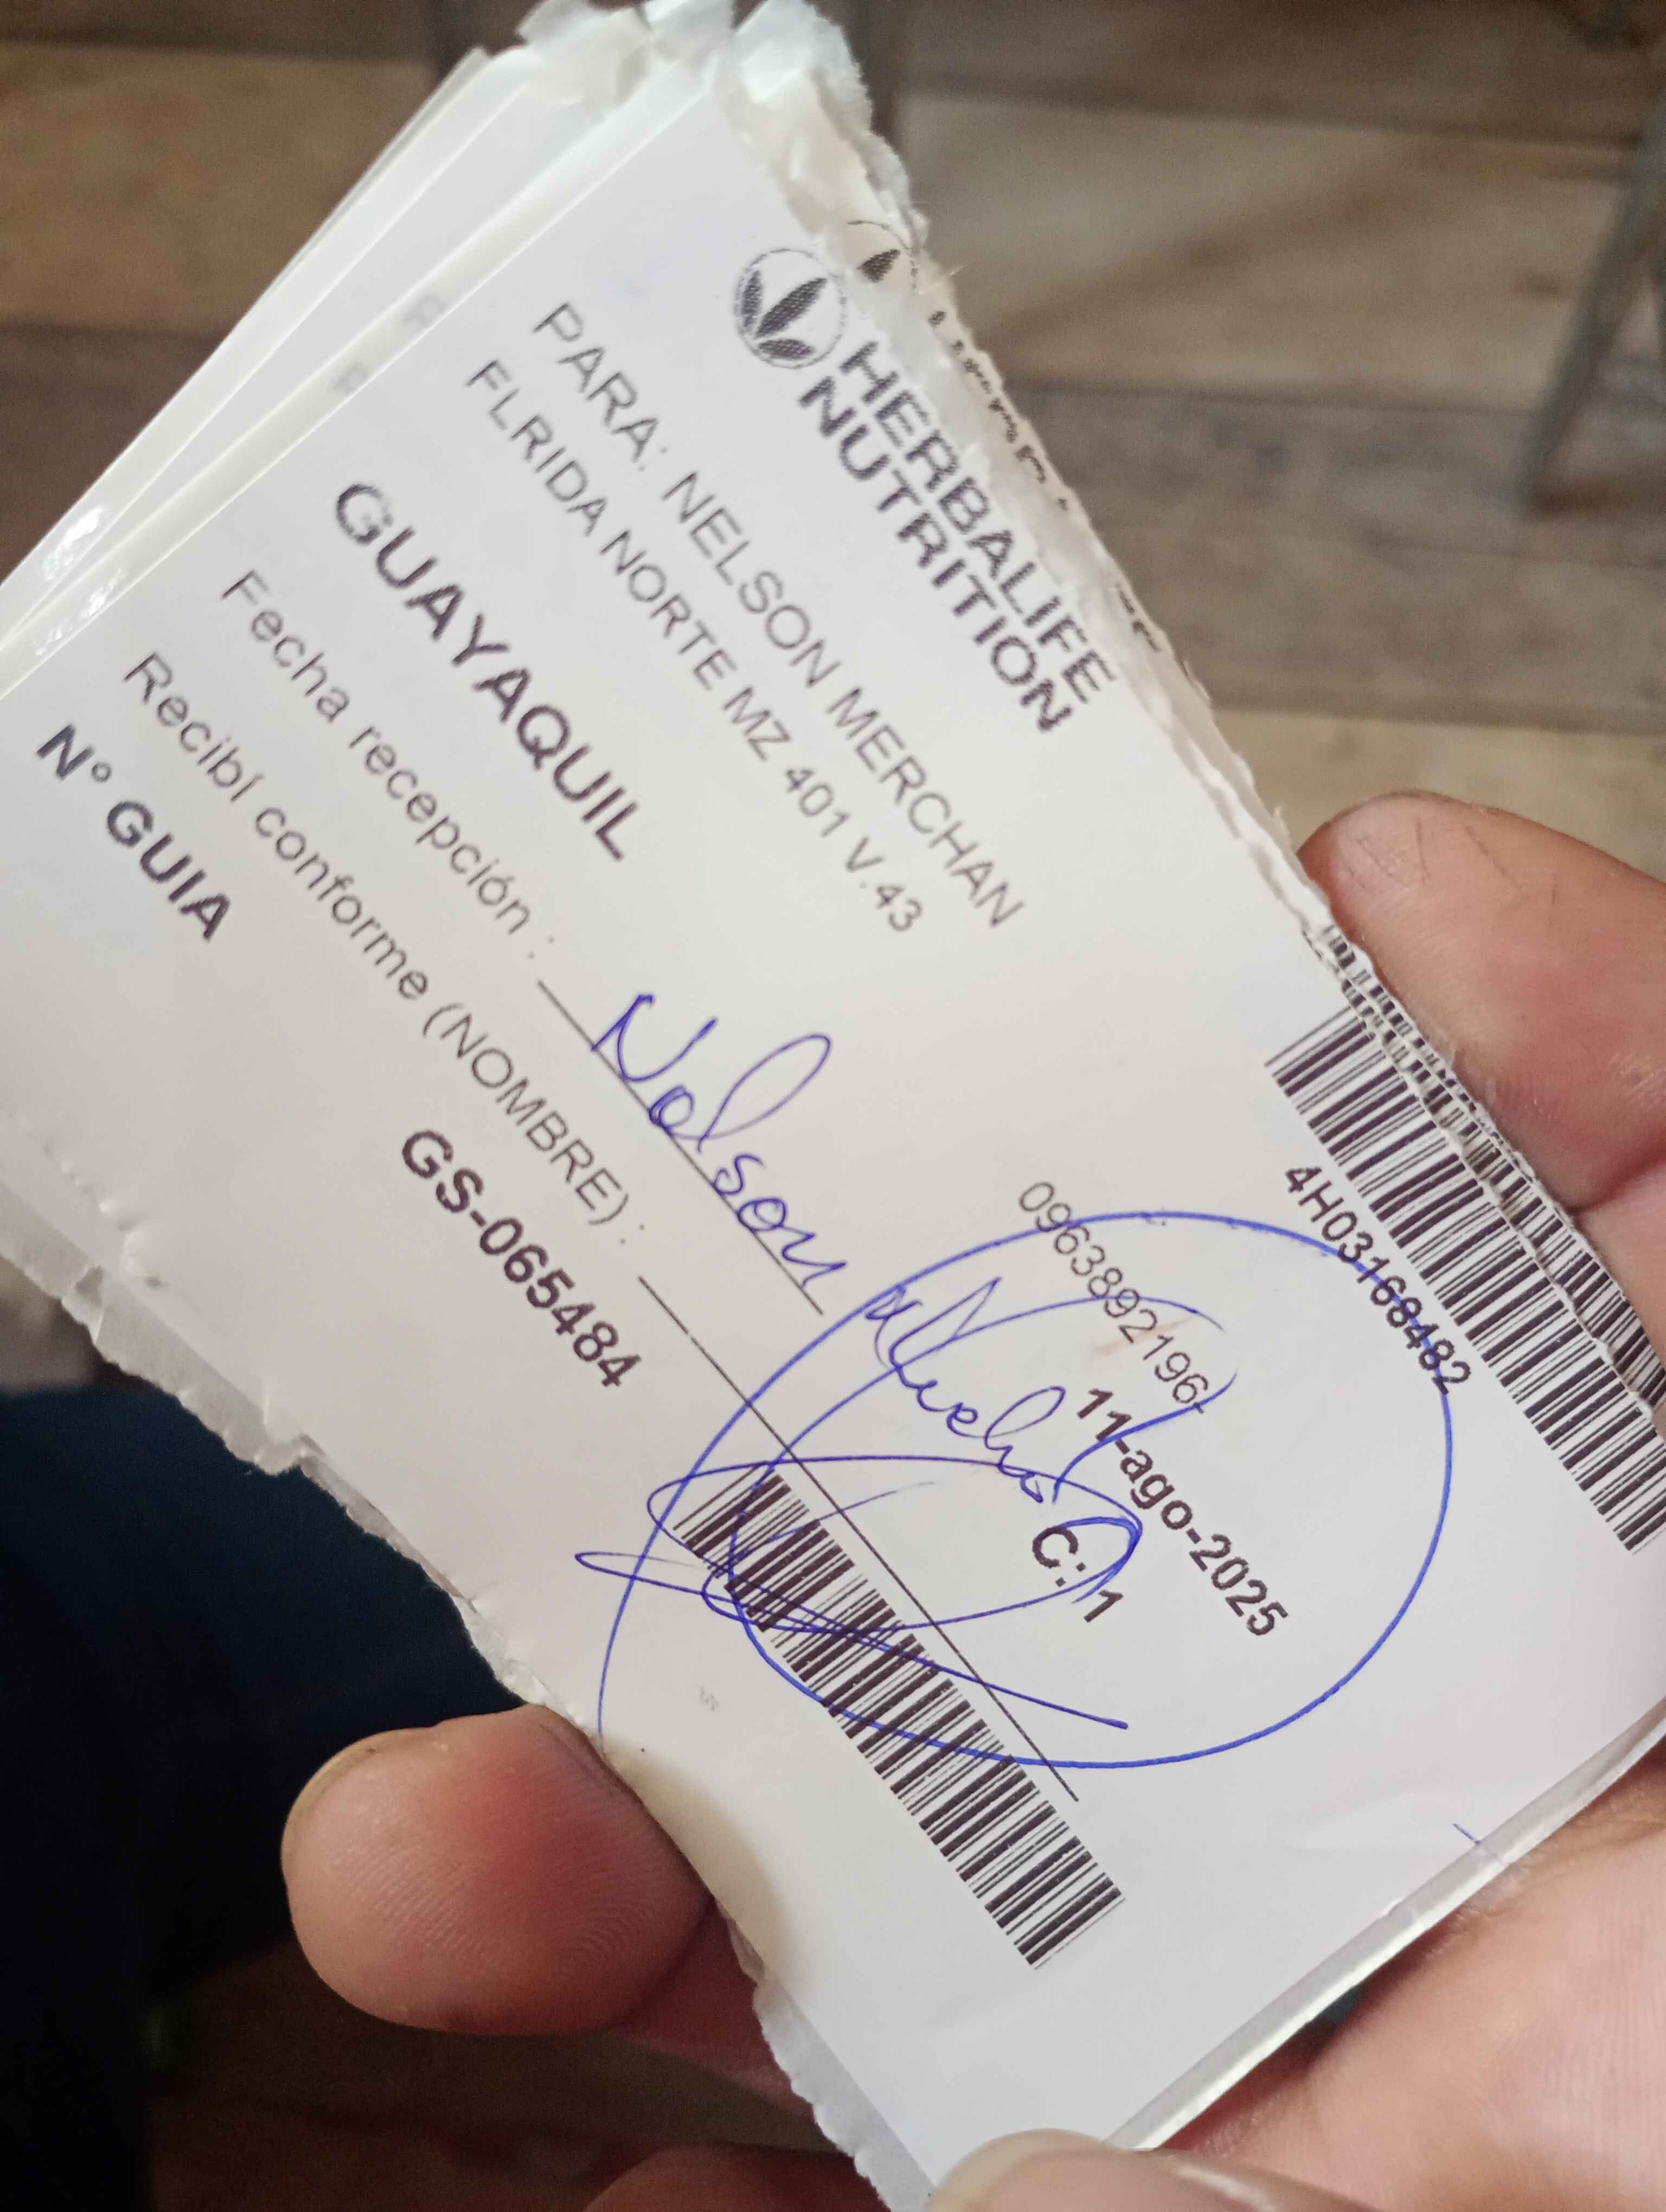 HERBALIFE
NUTRITION
4H03168482
PARA: NELSON MERCHAN
FLRIDA NORTE MZ 401 V.43
0963892196-
11-ago-2025
GUAYAQUIL
C: 1
Fecha recepción :
Nelson
Recibí conforme (NOMBRE) :
N° GUIA
GS-065484